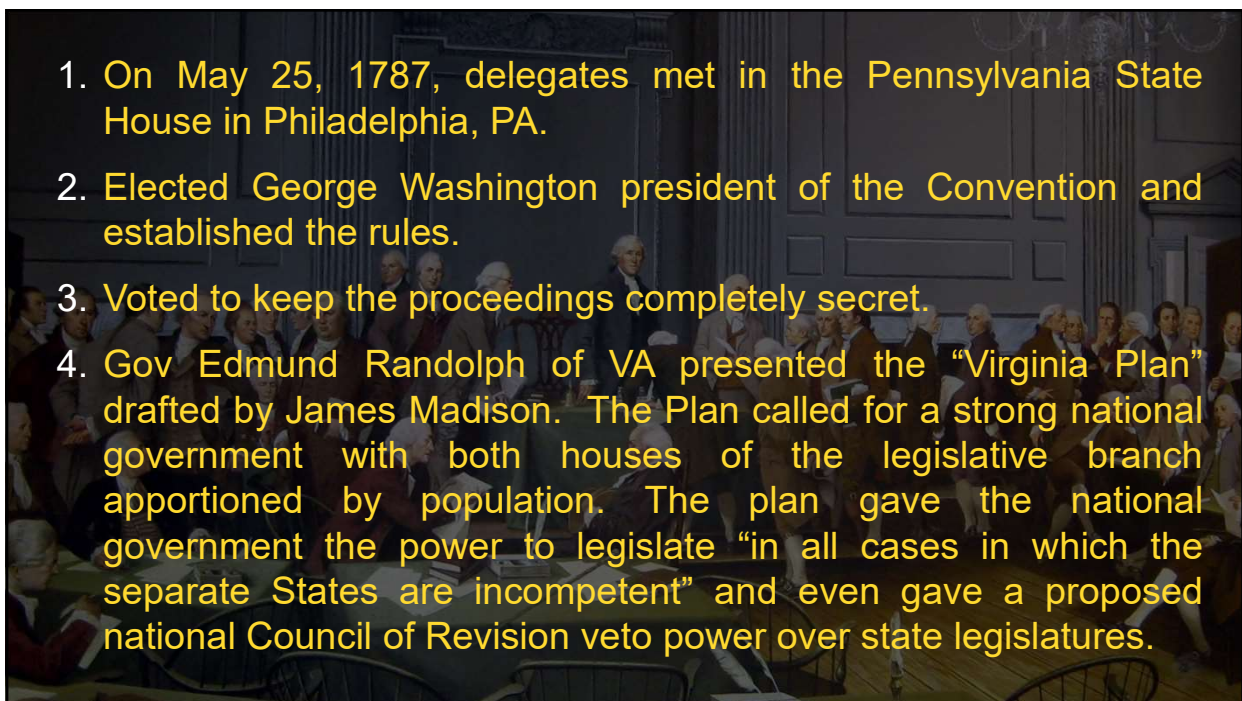 1. On May 25, 1787, delegates met in the Pennsylvania State
House in Philadelphia, PA.
2. Elected George Washington president of the Convention and
established the rules.
3. Voted to keep the proceedings completely secret.
4. Gov Edmund Randolph of VA presented the “Virginia Plan”
drafted by James Madison.  The Plan called for a strong national
government with both houses of the legislative branch
apportioned by population. The plan gave the national
government the power to legislate “in all cases in which the
separate States are incompetent” and even gave a proposed
national Council of Revision veto power over state legislatures.